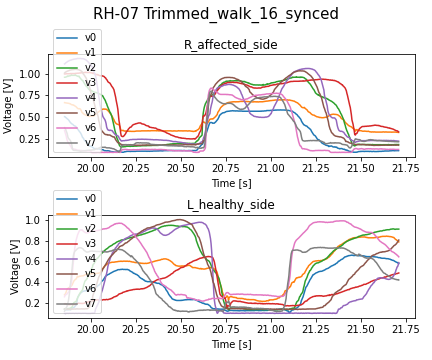 RH-07 Trimmed_walk_16_synced
R_affected_side
v0
v1
v2
v3
v4
v5
v6
v7
1.00
0.75
0.50
0.25
Voltage [V]
20.00 20.25 20.50 20.75 21.00 21.25 21.50 21.75
Time [s]
L_healthy_side
v0
v1
v2
v3
v4
v5
v6
v7
1.0
0.8
0.6
0.4
0.2
Voltage [V]
20.00 20.25 20.50 20.75 21.00 21.25 21.50 21.75
Time [s]